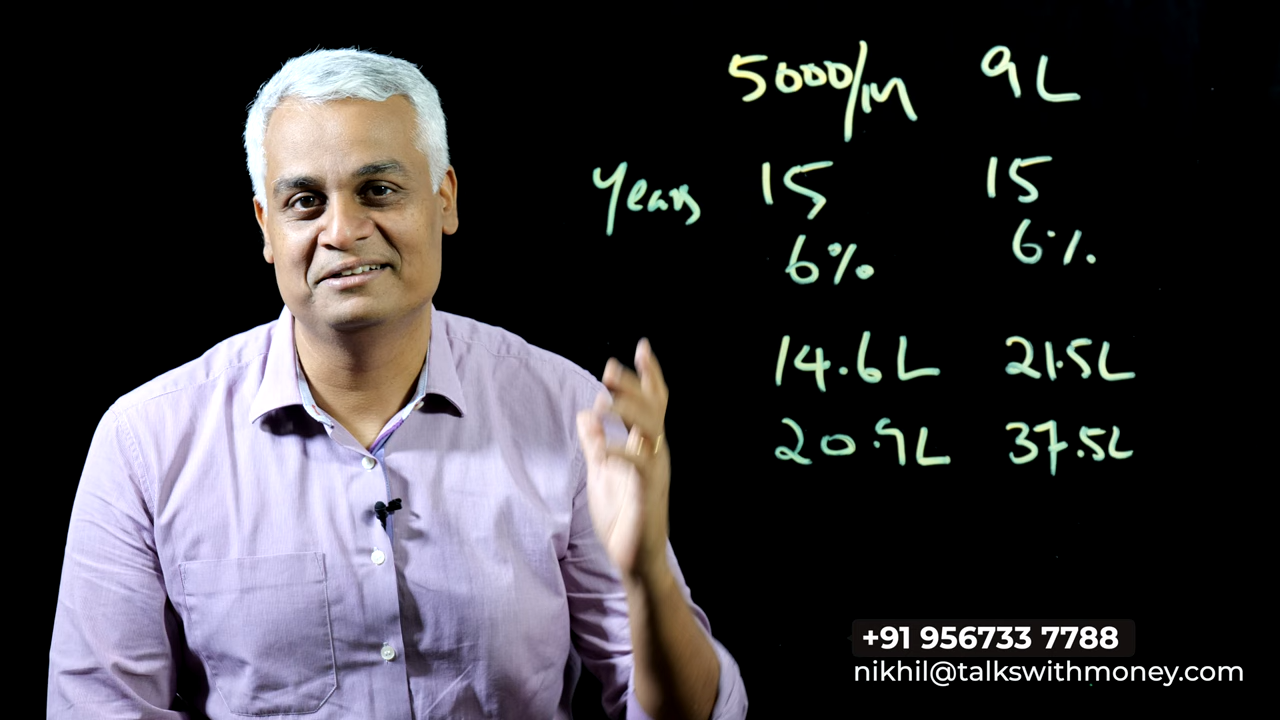 5000/M 9L
Years 15 15
6% 6%
14.6L 21.5L
20.9L 37.5L
+91 956733 7788
nikhil@talkswithmoney.com